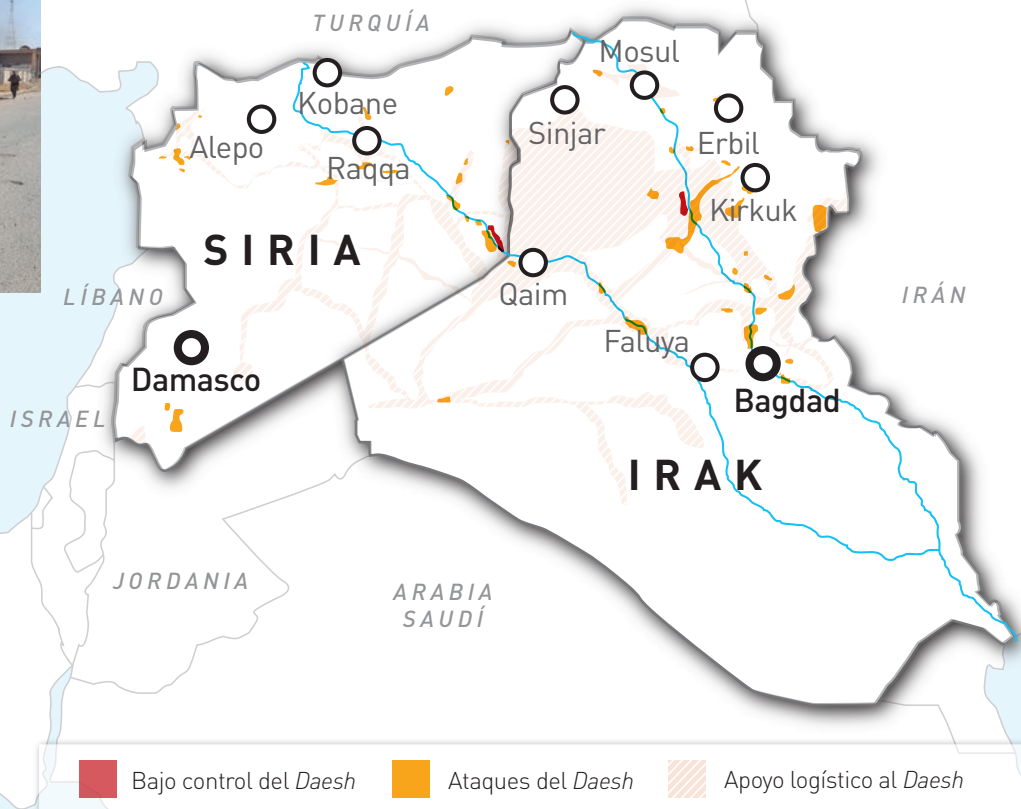 TURQUÍA
Mosul
Kobane
Sinjar
Alepo
Erbil
Raqqa
Kirkuk
SIRIA
LÍBANO
Qaim
IRÁN
Faluya
Damasco
Bagdad
ISRAEL
IRAK
JORDANIA
ARABIA
SAUDÍ
Bajo control del Daesh
Ataques del Daesh
Apoyo logístico al Daesh